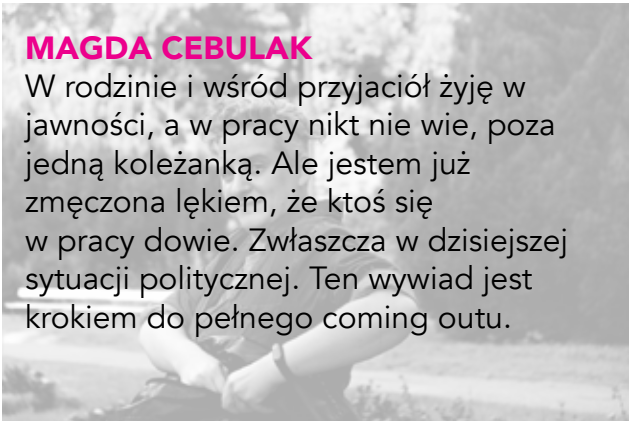 MAGDA CEBULAK
W rodzinie i wśród przyjaciół żyję w
jawności, a w pracy nikt nie wie, poza
jedną koleżanką. Ale jestem już
zmęczona lękiem, że ktoś się
w pracy dowie. Zwłaszcza w dzisiejszej
sytuacji politycznej. Ten wywiad jest
krokiem do pełnego coming outu.